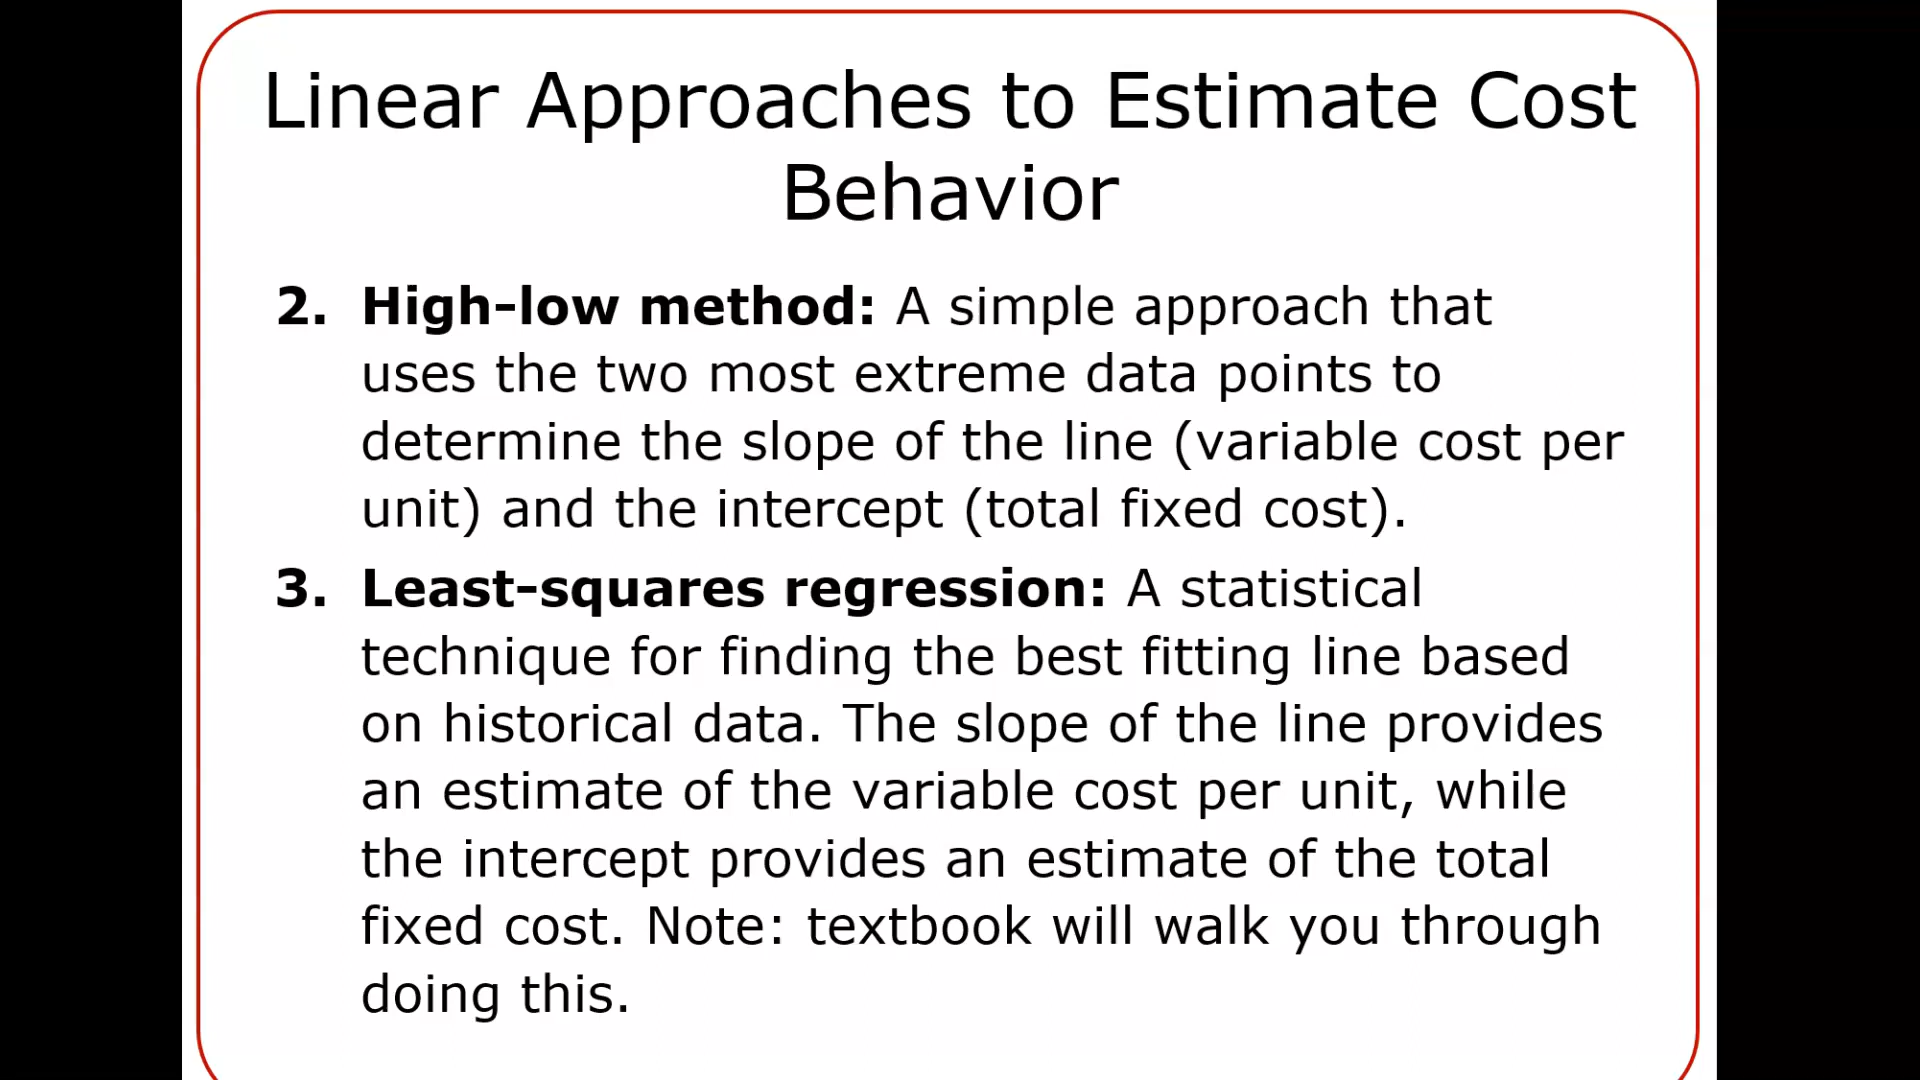 Linear Approaches to Estimate Cost
Behavior
2. High–low method: A simple approach that
uses the two most extreme data points to
determine the slope of the line (variable cost per
unit) and the intercept (total fixed cost).
3. Least–squares regression: A statistical
technique for finding the best fitting line based
on historical data. The slope of the line provides
an estimate of the variable cost per unit, while
the intercept provides an estimate of the total
fixed cost. Note: textbook will walk you through
doing this.